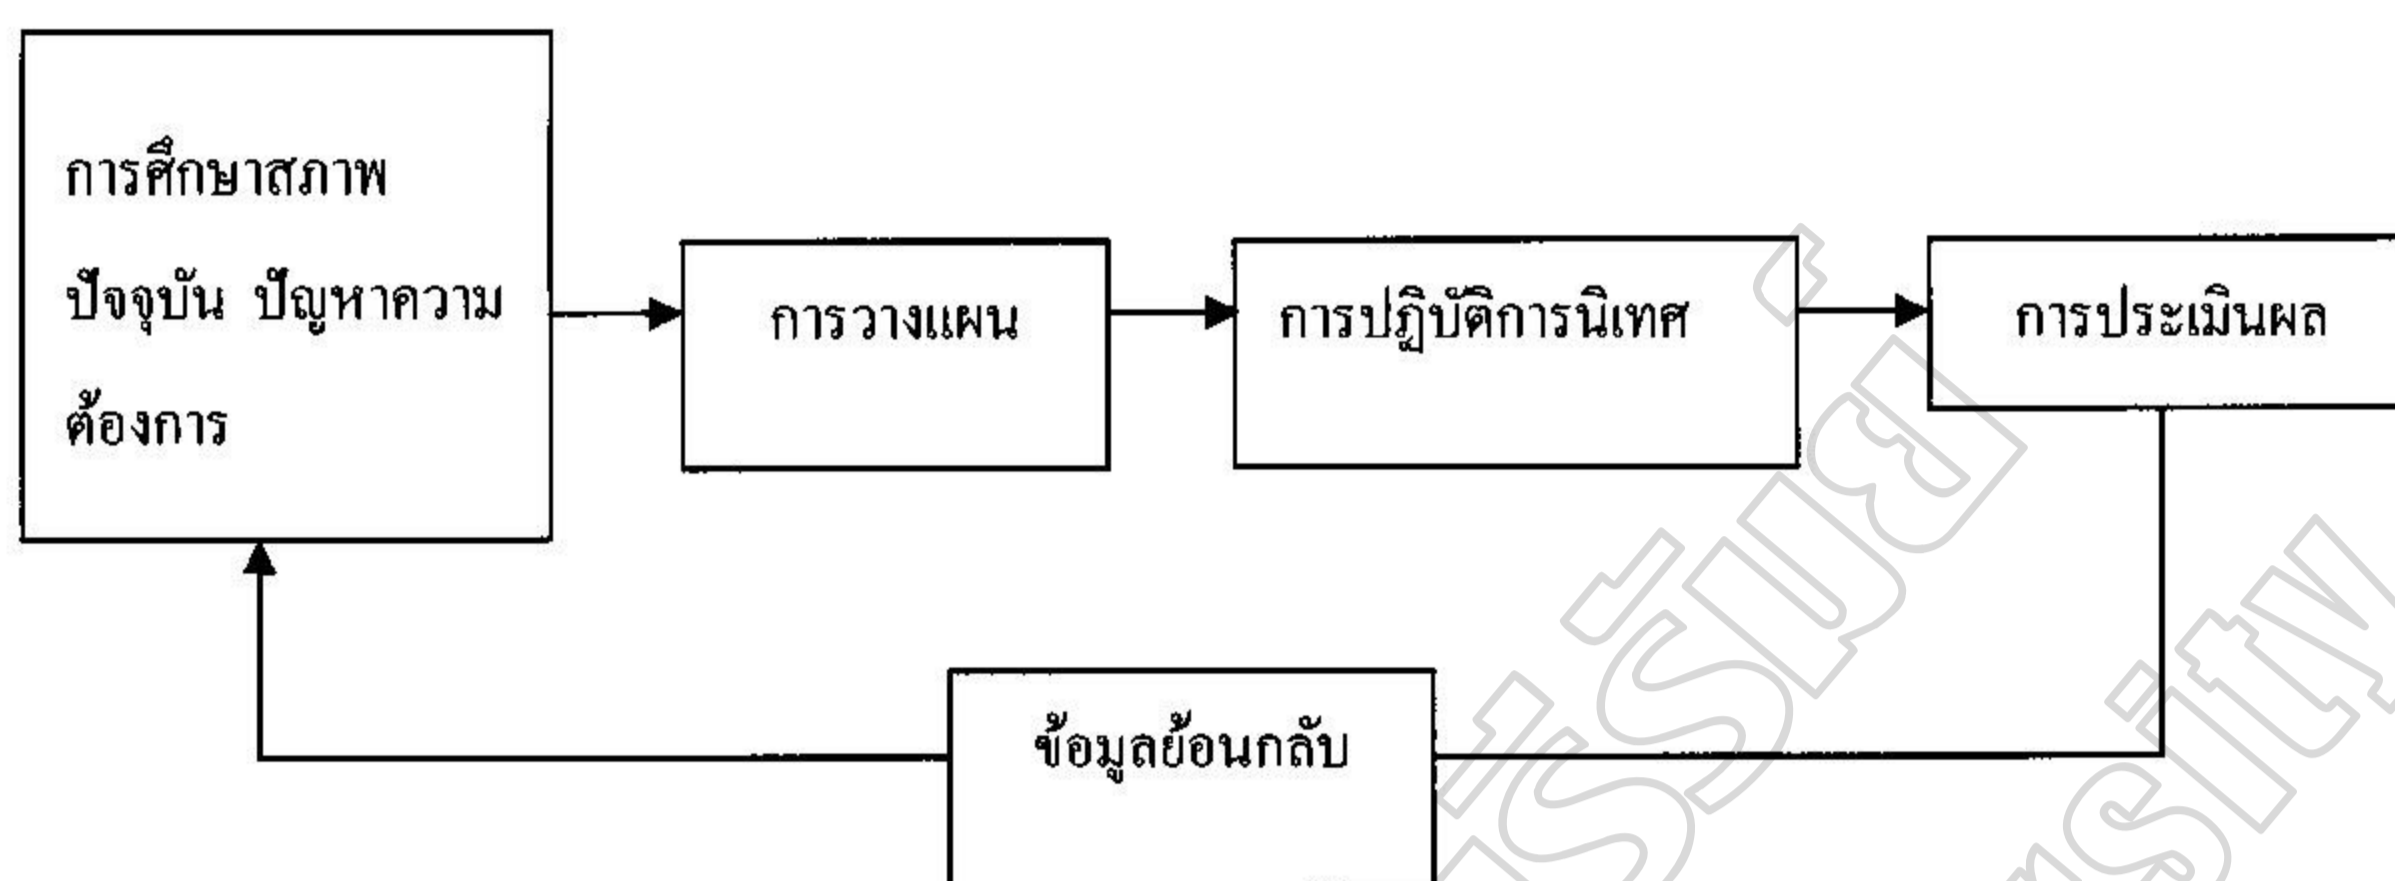 การศึกษาสภาพ
ปัจจุบัน ปัญหาความ
ต้องการ
การวางแผน
การปฏิบัติการนิเทศ
การประเมินผล
ข้อมูลย้อนกลับ